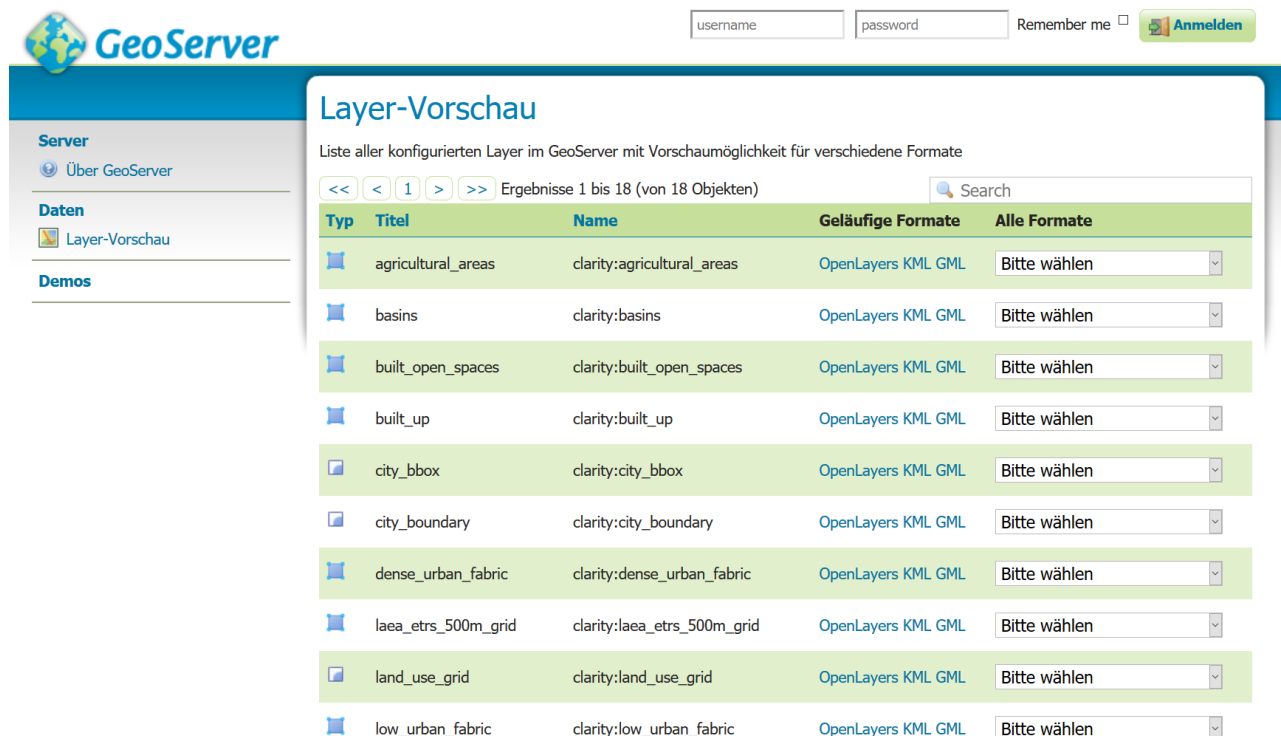 GeoServer
username password Remember me Anmelden
Layer-Vorschau
Server
Über GeoServer
Daten
Layer-Vorschau
Demos
Liste aller konfigurierten Layer im GeoServer mit Vorschaumöglichkeit für verschiedene Formate
<< < 1 > >> Ergebnisse 1 bis 18 (von 18 Objekten) Search
Typ Titel Name Geläufige Formate Alle Formate
agricultural_areas clarity:agricultural_areas OpenLayers KML GML Bitte wählen
basins clarity:basins OpenLayers KML GML Bitte wählen
built_open_spaces clarity:built_open_spaces OpenLayers KML GML Bitte wählen
built_up clarity:built_up OpenLayers KML GML Bitte wählen
city_bbox clarity:city_bbox OpenLayers KML GML Bitte wählen
city_boundary clarity:city_boundary OpenLayers KML GML Bitte wählen
dense_urban_fabric clarity:dense_urban_fabric OpenLayers KML GML Bitte wählen
laea_etrs_500m_grid clarity:laea_etrs_500m_grid OpenLayers KML GML Bitte wählen
land_use_grid clarity:land_use_grid OpenLayers KML GML Bitte wählen
low_urban_fabric clarity:low_urban_fabric OpenLayers KML GML Bitte wählen